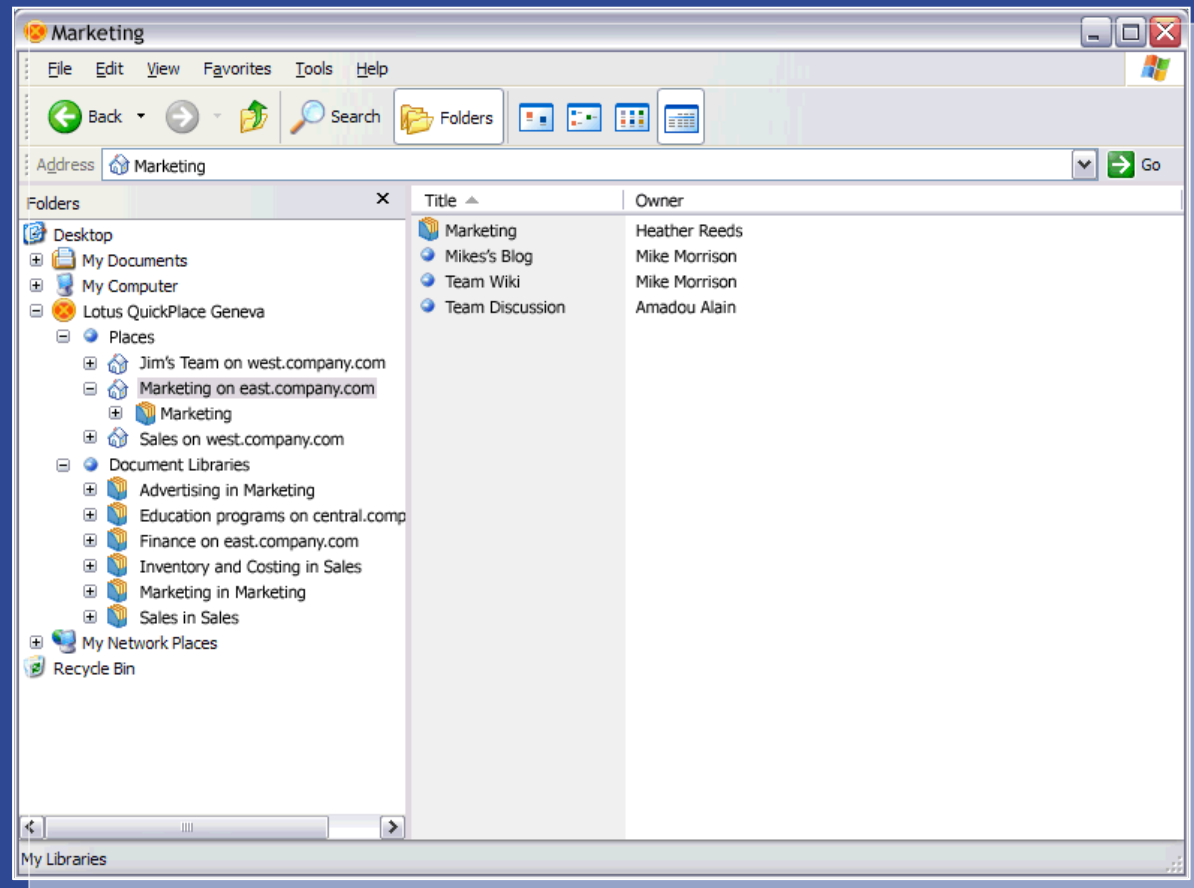 Marketing
File Edit View Favorites Tools Help
Back Search Folders
Address Marketing Go
Folders
Desktop
My Documents
My Computer
Lotus QuickPlace Geneva
Places
Jim's Team on west.company.com
Marketing on east.company.com
Marketing
Sales on west.company.com
Document Libraries
Advertising in Marketing
Education programs on central.comp
Finance on east.company.com
Inventory and Costing in Sales
Marketing in Marketing
Sales in Sales
My Network Places
Recycle Bin
Title Owner
Marketing Heather Reeds
Mikes's Blog Mike Morrison
Team Wiki Mike Morrison
Team Discussion Amadou Alain
My Libraries